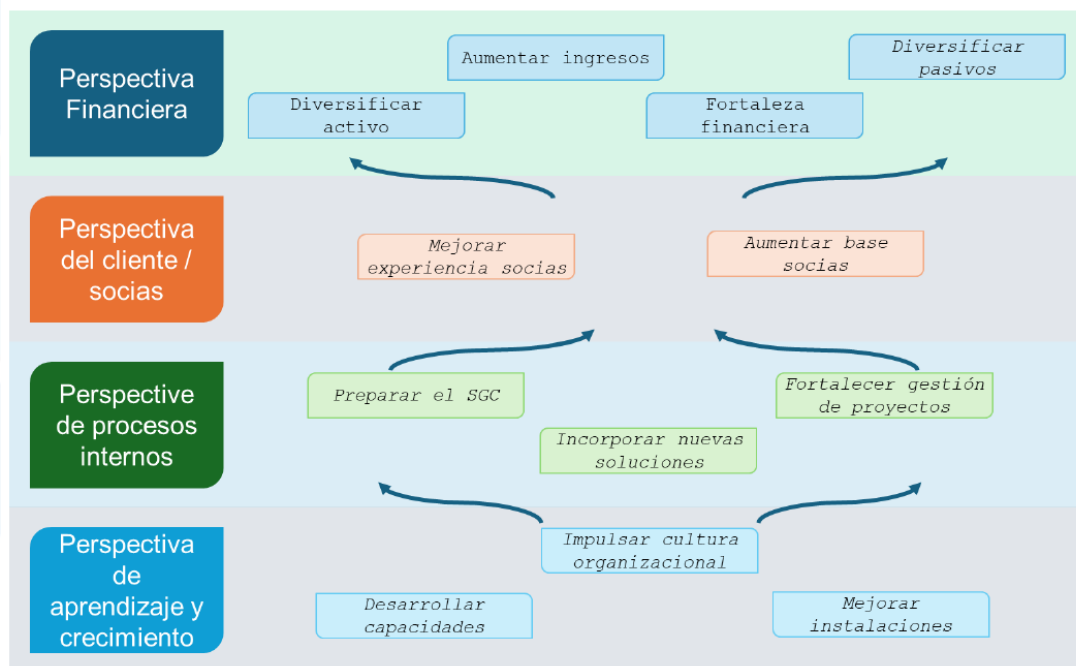 Perspectiva
Financiera
Aumentar ingresos
Diversificar
pasivos
Diversificar
activo
Fortaleza
financiera
Perspectiva
del cliente /
socias
Mejorar
experiencia socias
Aumentar base
socias
Perspective
de procesos
internos
Preparar el SGC
Fortalecer gestión
de proyectos
Incorporar nuevas
soluciones
Perspectiva
de
aprendizaje y
crecimiento
Impulsar cultura
organizacional
Desarrollar
capacidades
Mejorar
instalaciones